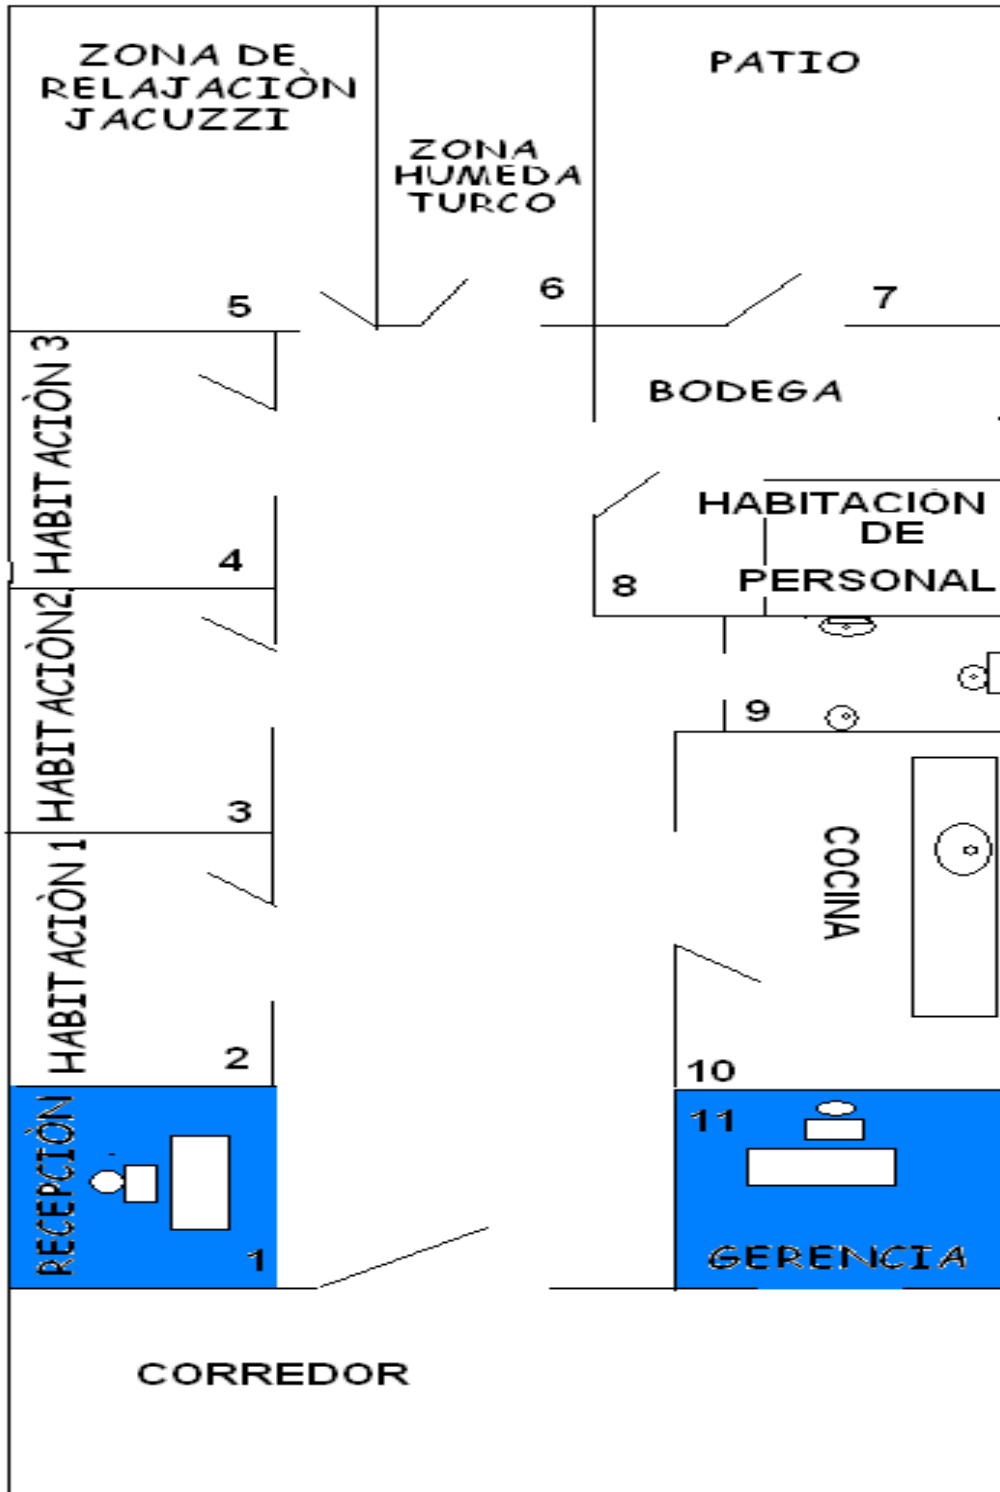 ZONA DE
RELAJACIÒN
JACUZZI
5
ZONA
HUMEDA
TURCO
6
PATIO
7
HABITACIÒN 3
4
BODEGA
HABITACIÓN
DE
PERSONAL
8
HABITACIÒN2
3
9
HABITACIÒN 1
2
COCINA
10
RECEPCIÒN
1
11
GERENCIA
CORREDOR